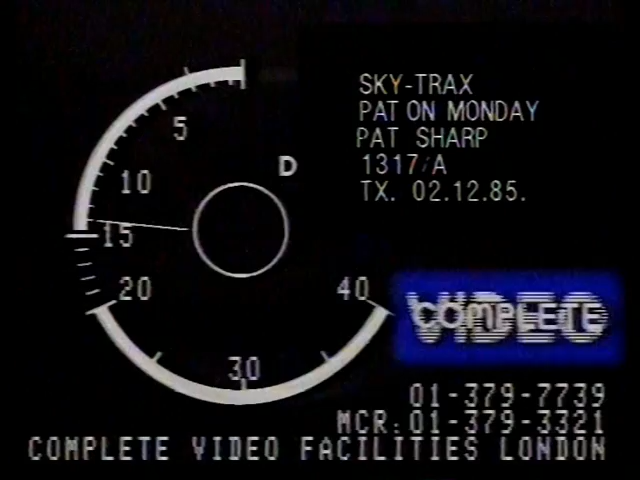 SKY-TRAX
PAT ON MONDAY
PAT SHARP
1317/A
TX. 02.12.85.
D
5
10
15
20
30
40
VIDEO
COMPLETE
01-379-7739
MCR:01-379-3321
COMPLETE VIDEO FACILITIES LONDON